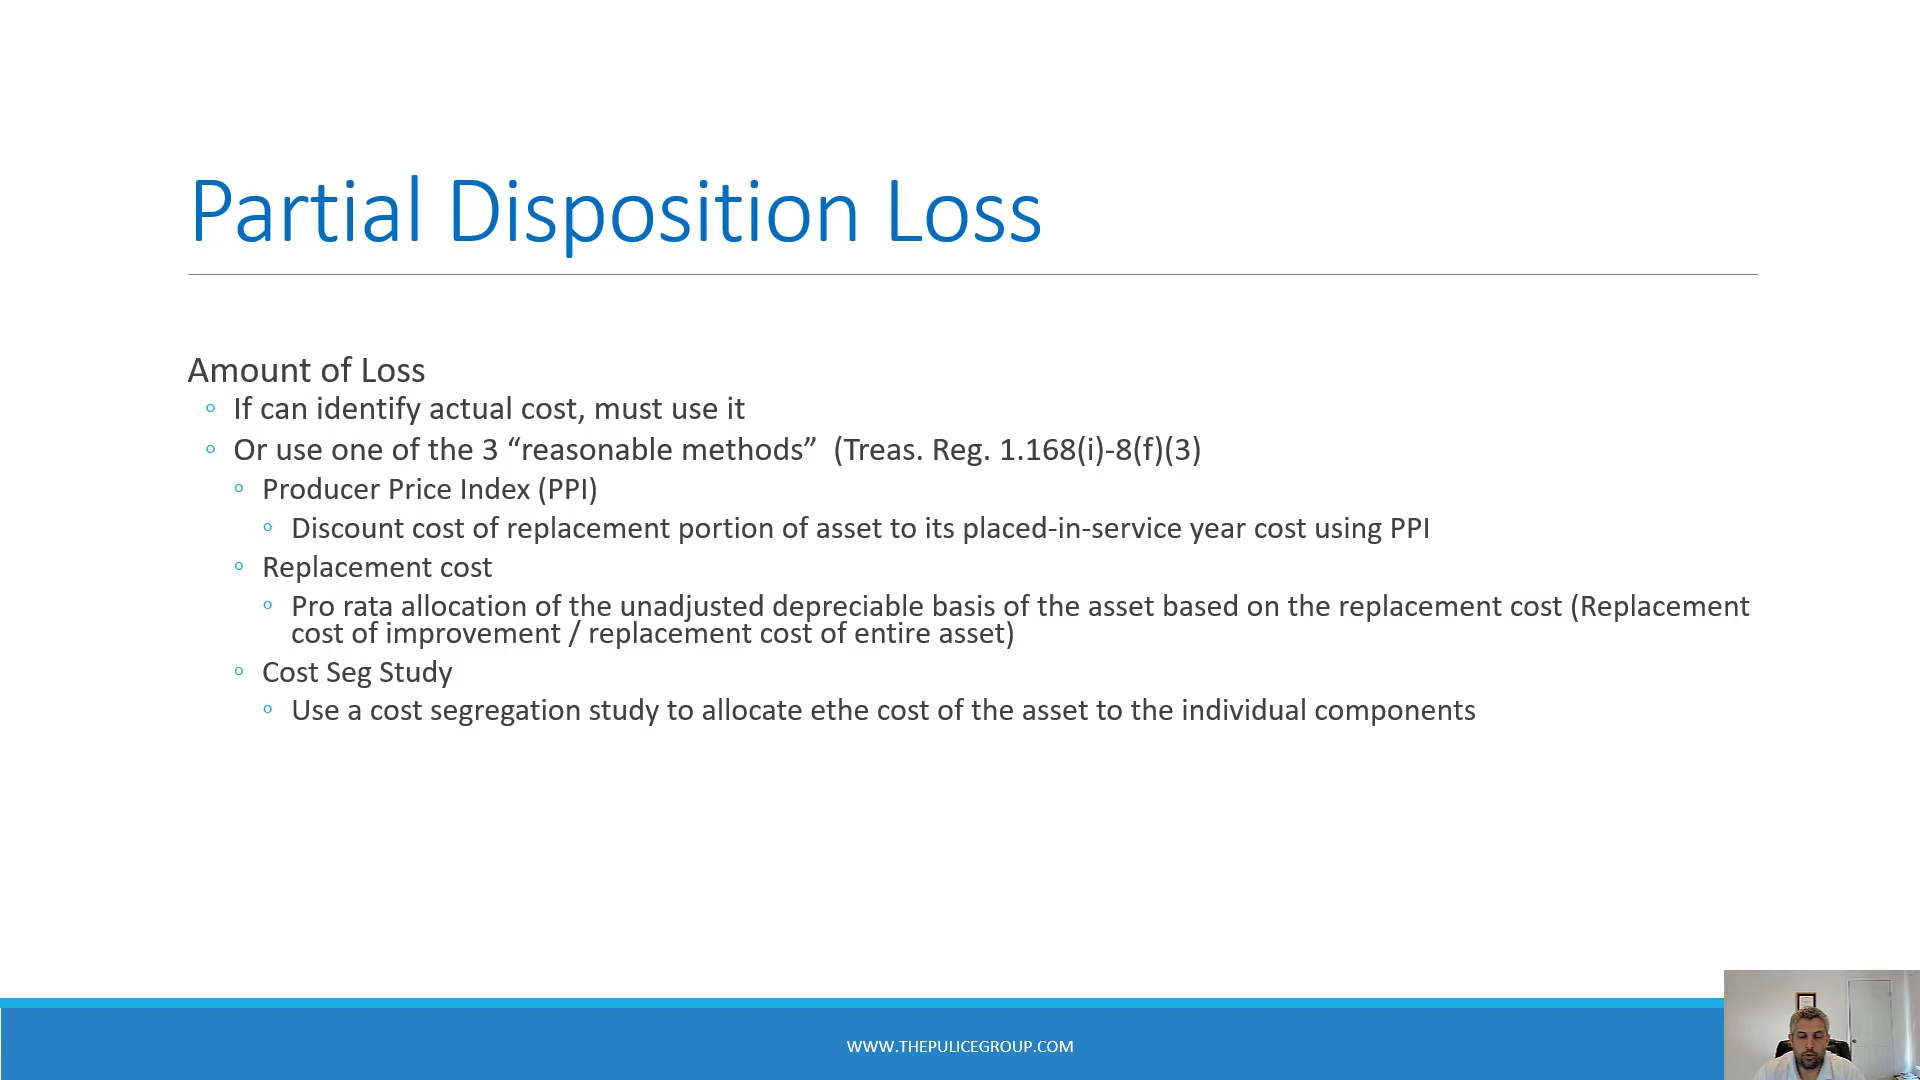 Partial Disposition Loss
Amount of Loss
◦ If can identify actual cost, must use it
◦ Or use one of the 3 “reasonable methods”  (Treas. Reg. 1.168(i)-8(f)(3)
◦ Producer Price Index (PPI)
◦ Discount cost of replacement portion of asset to its placed-in-service year cost using PPI
◦ Replacement cost
◦ Pro rata allocation of the unadjusted depreciable basis of the asset based on the replacement cost (Replacement
cost of improvement / replacement cost of entire asset)
◦ Cost Seg Study
◦ Use a cost segregation study to allocate ethe cost of the asset to the individual components
WWW.THEPULICEGROUP.COM